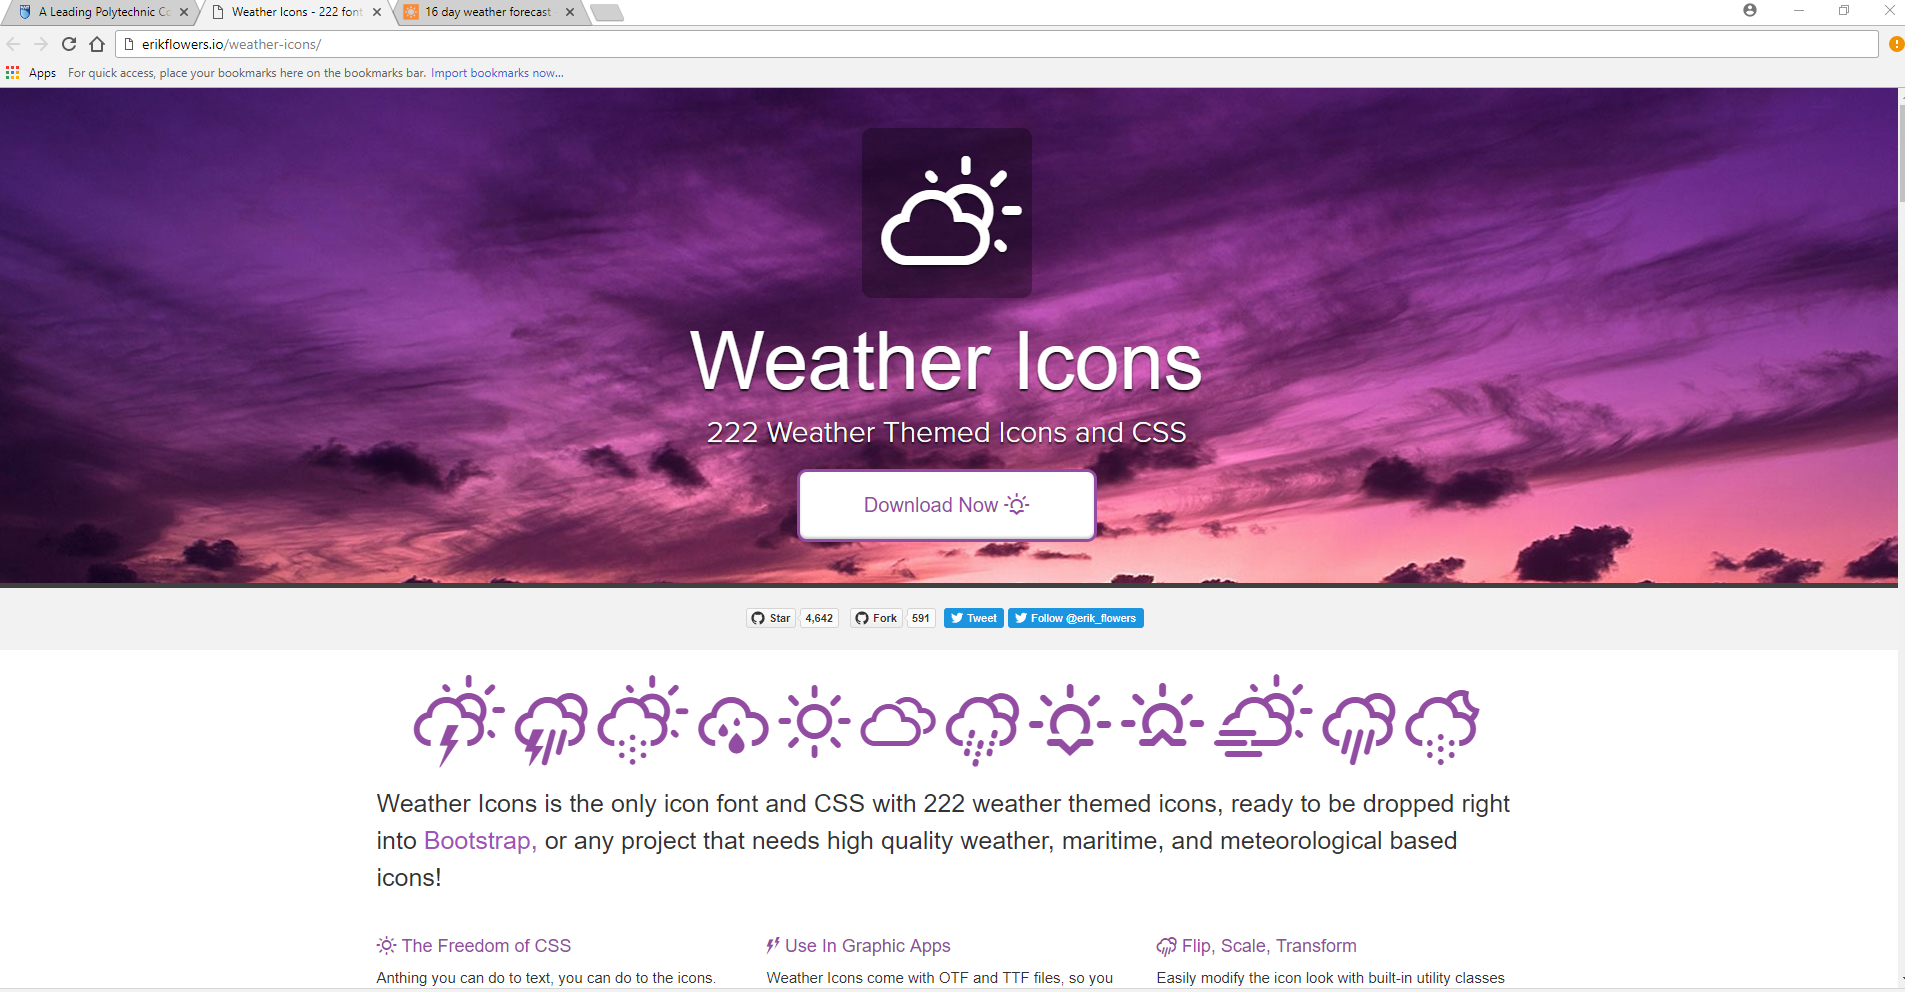 A Leading Polytechnic Co
Weather Icons - 222 font
16 day weather forecast
erikflowers.io/weather-icons/
Apps For quick access, place your bookmarks here on the bookmarks bar. Import bookmarks now...
Weather Icons
222 Weather Themed Icons and CSS
Download Now
Star 4,642 Fork 591 Tweet Follow @erik_flowers
Weather Icons is the only icon font and CSS with 222 weather themed icons, ready to be dropped right
into Bootstrap, or any project that needs high quality weather, maritime, and meteorological based
icons!
The Freedom of CSS
Anthing you can do to text, you can do to the icons.
Use In Graphic Apps
Weather Icons come with OTF and TTF files, so you
Flip, Scale, Transform
Easily modify the icon look with built-in utility classes